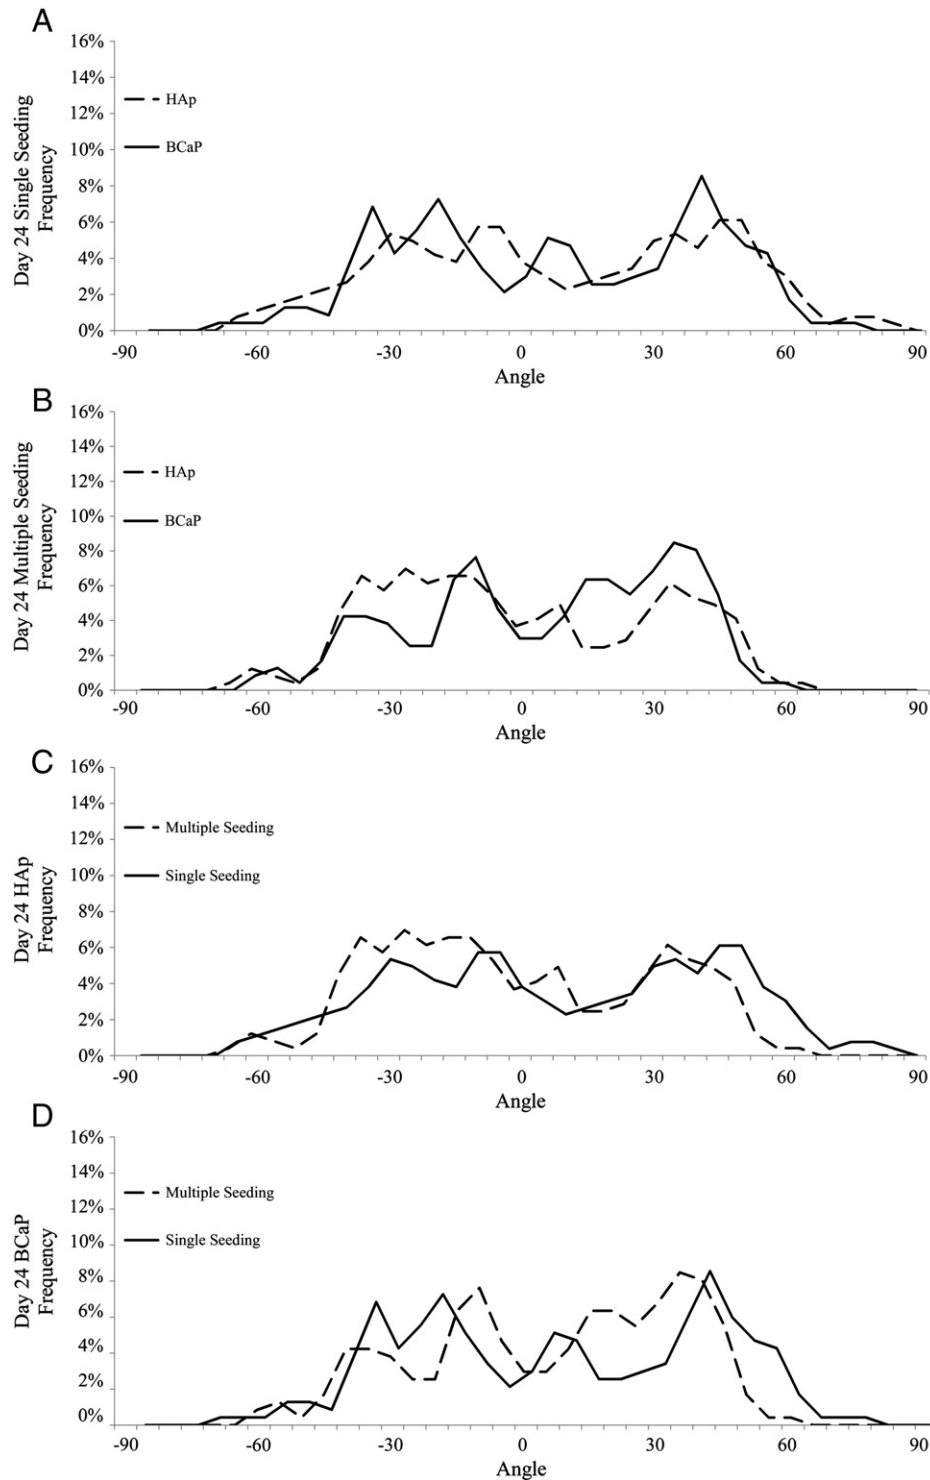 A
Day 24 Single Seeding
Frequency
16%
14%
12%
10%
8%
6%
4%
2%
0%
HAp
BCaP
-90
-60
-30
0
30
60
90
Angle
B
Day 24 Multiple Seeding
Frequency
16%
14%
12%
10%
8%
6%
4%
2%
0%
HAp
BCaP
-90
-60
-30
0
30
60
90
Angle
C
Day 24 HAp
Frequency
16%
14%
12%
10%
8%
6%
4%
2%
0%
Multiple Seeding
Single Seeding
-90
-60
-30
0
30
60
90
Angle
D
Day 24 BCaP
Frequency
16%
14%
12%
10%
8%
6%
4%
2%
0%
Multiple Seeding
Single Seeding
-90
-60
-30
0
30
60
90
Angle